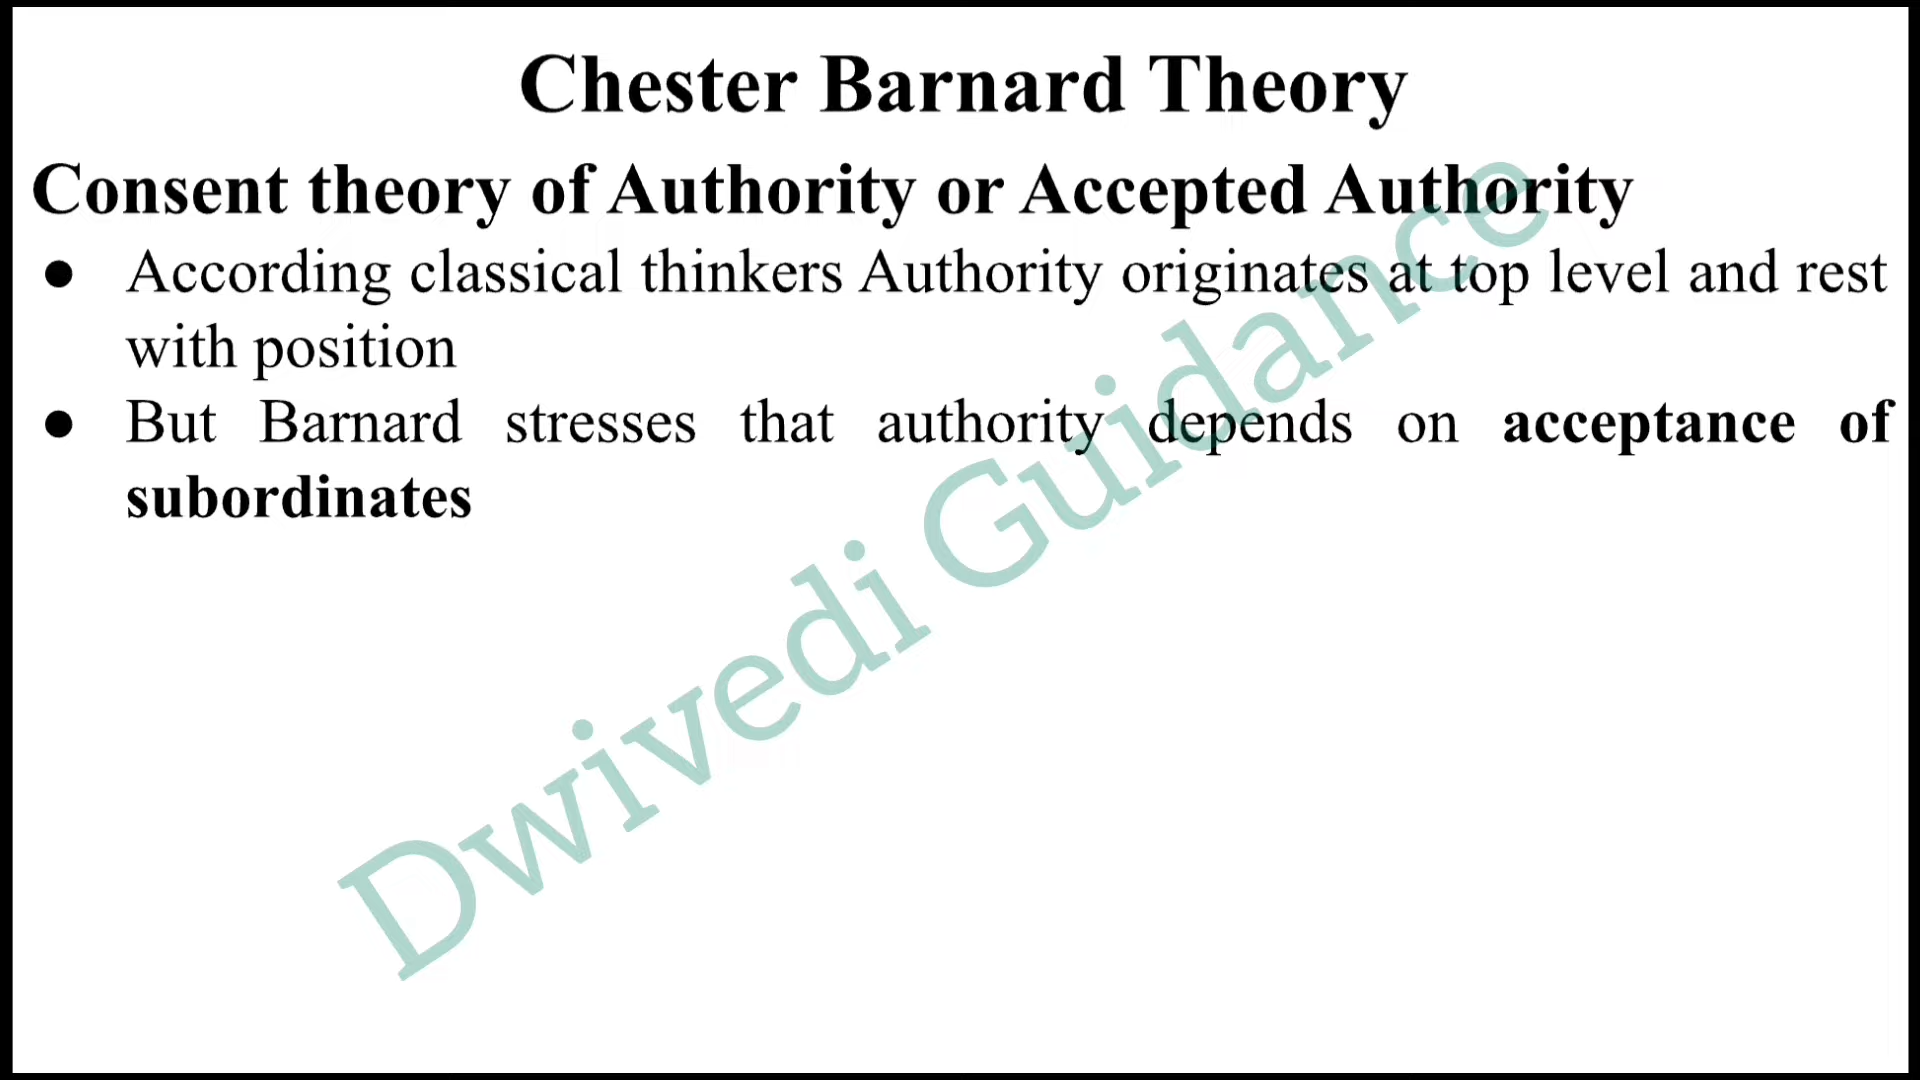 Chester Barnard Theory
Consent theory of Authority or Accepted Authority
● According classical thinkers Authority originates at top level and rest
with position
● But Barnard stresses that authority depends on acceptance of
subordinates
Dwivedi Guidance